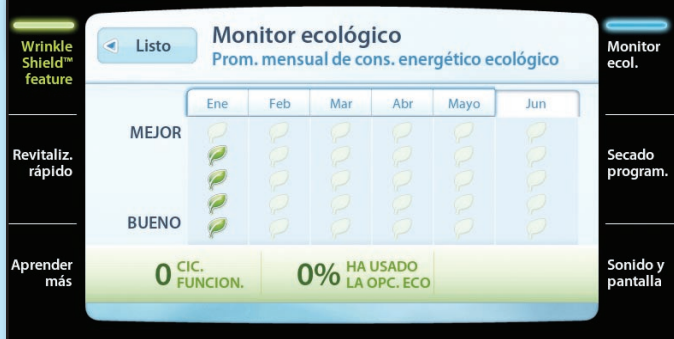 Wrinkle
Shield™
feature
Revitaliz.
rápido
Aprender
más
Listo
Monitor ecológico
Prom. mensual de cons. energético ecológico
Ene Feb Mar Abr Mayo Jun
MEJOR
BUENO
0 CIC.
FUNCION.
0% HA USADO
LA OPC. ECO
Monitor
ecol.
Secado
program.
Sonido y
pantalla